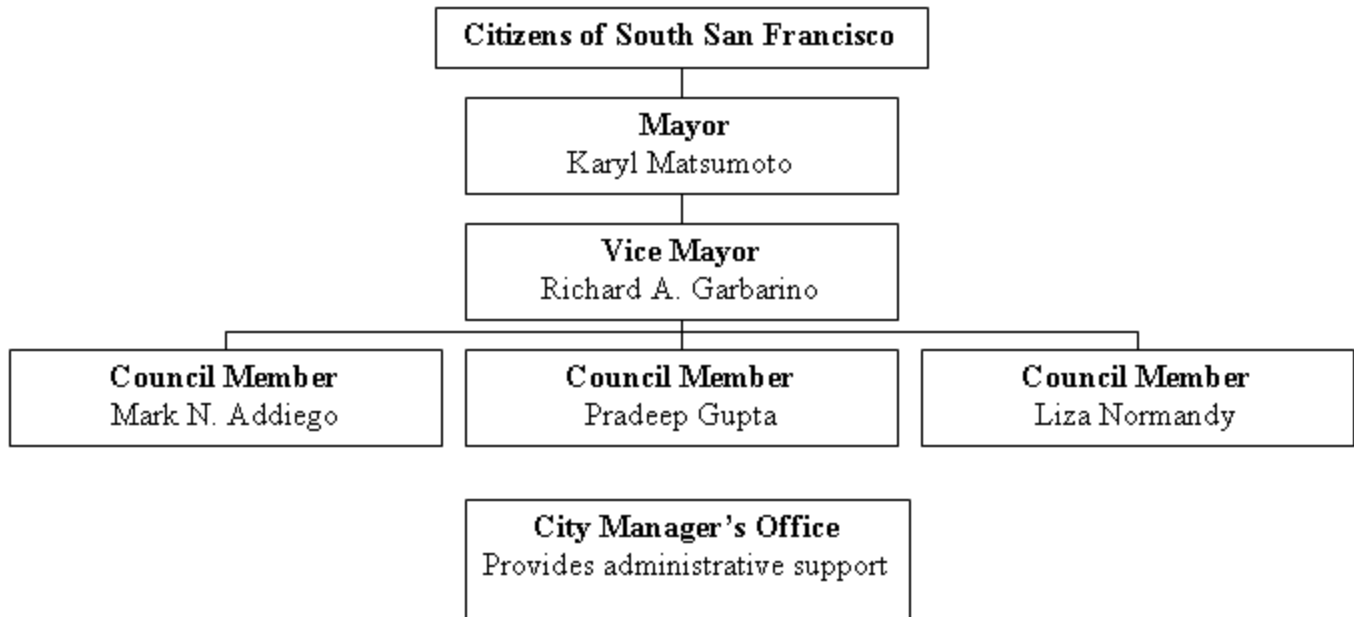 Citizens of South San Francisco
Mayor
Karyl Matsumoto
Vice Mayor
Richard A. Garbarino
Council Member
Mark N. Addiego
Council Member
Pradeep Gupta
Council Member
Liza Normandy
City Manager’s Office
Provides administrative support